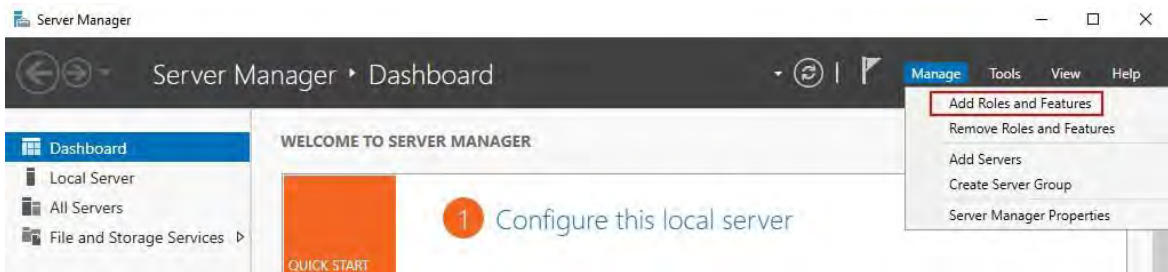 Server Manager
Server Manager • Dashboard
Manage Tools View Help
Add Roles and Features
Remove Roles and Features
Add Servers
Create Server Group
Server Manager Properties
Dashboard
Local Server
All Servers
File and Storage Services
WELCOME TO SERVER MANAGER
QUICK START
1 Configure this local server